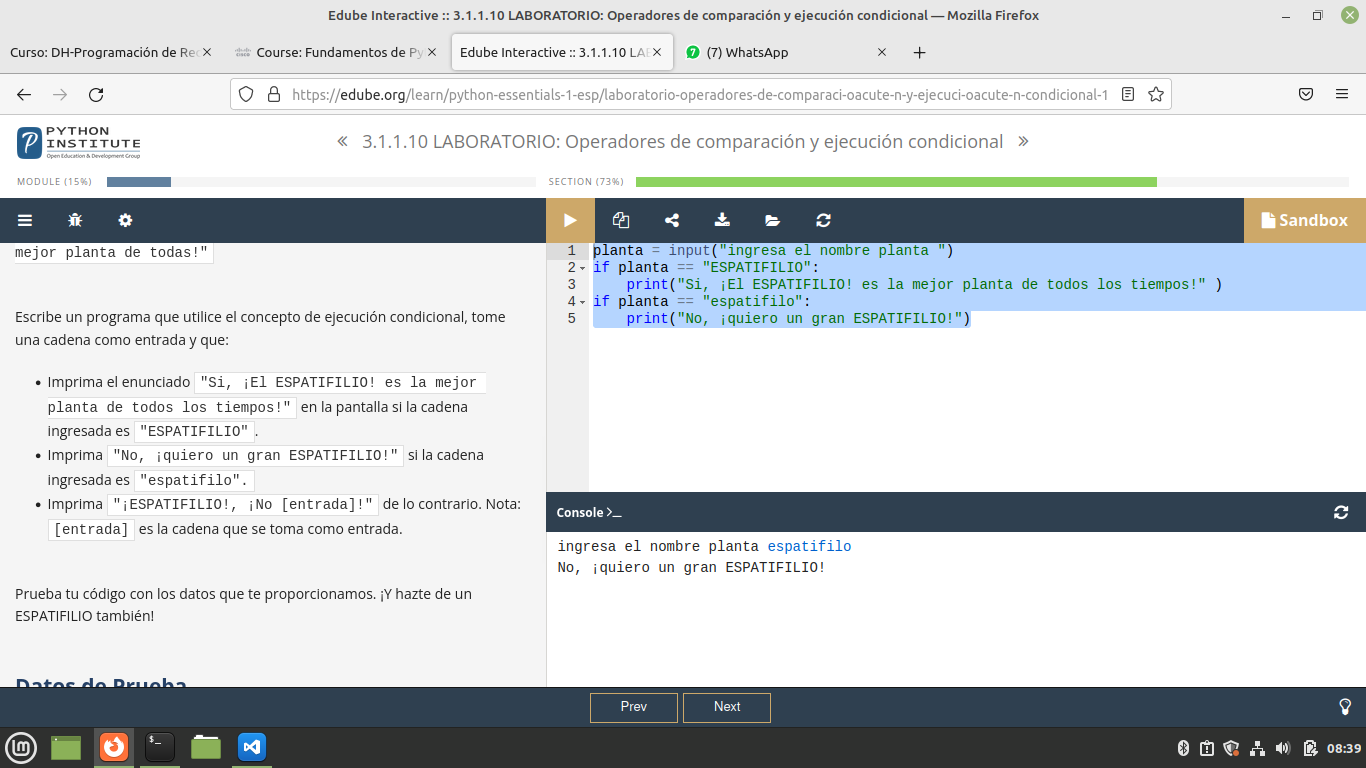 Edube Interactive :: 3.1.1.10 LABORATORIO: Operadores de comparación y ejecución condicional — Mozilla Firefox
Curso: DH-Programación de Re
Course: Fundamentos de Py
Edube Interactive :: 3.1.1.10 LA
(7) WhatsApp
https://edube.org/learn/python-essentials-1-esp/laboratorio-operadores-de-comparaci-oacute-n-y-ejecuci-oacute-n-condicional-1
PYTHON
INSTITUTE
Open Education & Development Group
« 3.1.1.10 LABORATORIO: Operadores de comparación y ejecución condicional »
MODULE (15%)
SECTION (73%)
Sandbox
mejor planta de todas!"
Escribe un programa que utilice el concepto de ejecución condicional, tome
una cadena como entrada y que:
• Imprima el enunciado "Si, ¡El ESPATIFILIO! es la mejor
planta de todos los tiempos!" en la pantalla si la cadena
ingresada es "ESPATIFILIO".
• Imprima "No, ¡quiero un gran ESPATIFILIO!" si la cadena
ingresada es "espatifilo".
• Imprima "¡ESPATIFILIO!, ¡No [entrada]!" de lo contrario. Nota:
[entrada] es la cadena que se toma como entrada.
Prueba tu código con los datos que te proporcionamos. ¡Y hazte de un
ESPATIFILIO también!
Datos de Prueba
1 planta = input("ingresa el nombre planta ")
2 if planta == "ESPATIFILIO":
3     print("Si, ¡El ESPATIFILIO! es la mejor planta de todos los tiempos!" )
4 if planta == "espatifilo":
5     print("No, ¡quiero un gran ESPATIFILIO!")
Console >_
ingresa el nombre planta espatifilo
No, ¡quiero un gran ESPATIFILIO!
Prev
Next
08:39